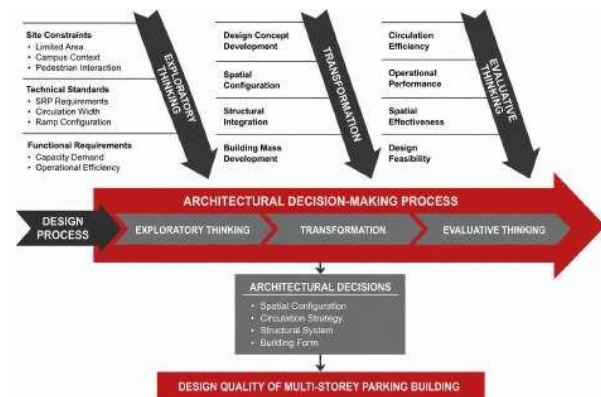 Site Constraints
• Limited Area
• Campus Context
• Pedestrian Interaction
Technical Standards
• SRP Requirements
• Circulation Width
• Ramp Configuration
Functional Requirements
• Capacity Demand
• Operational Efficiency
EXPLORATORY
THINKING
Design Concept
Development
Spatial
Configuration
Structural
Integration
Building Mass
Development
TRANSFORMATION
Circulation
Efficiency
Operational
Performance
Spatial
Effectiveness
Design
Feasibility
EVALUATIVE
THINKING
ARCHITECTURAL DECISION-MAKING PROCESS
DESIGN
PROCESS
EXPLORATORY THINKING
TRANSFORMATION
EVALUATIVE THINKING
ARCHITECTURAL DECISIONS
• Spatial Configuration
• Circulation Strategy
• Structural System
• Building Form
DESIGN QUALITY OF MULTI-STOREY PARKING BUILDING